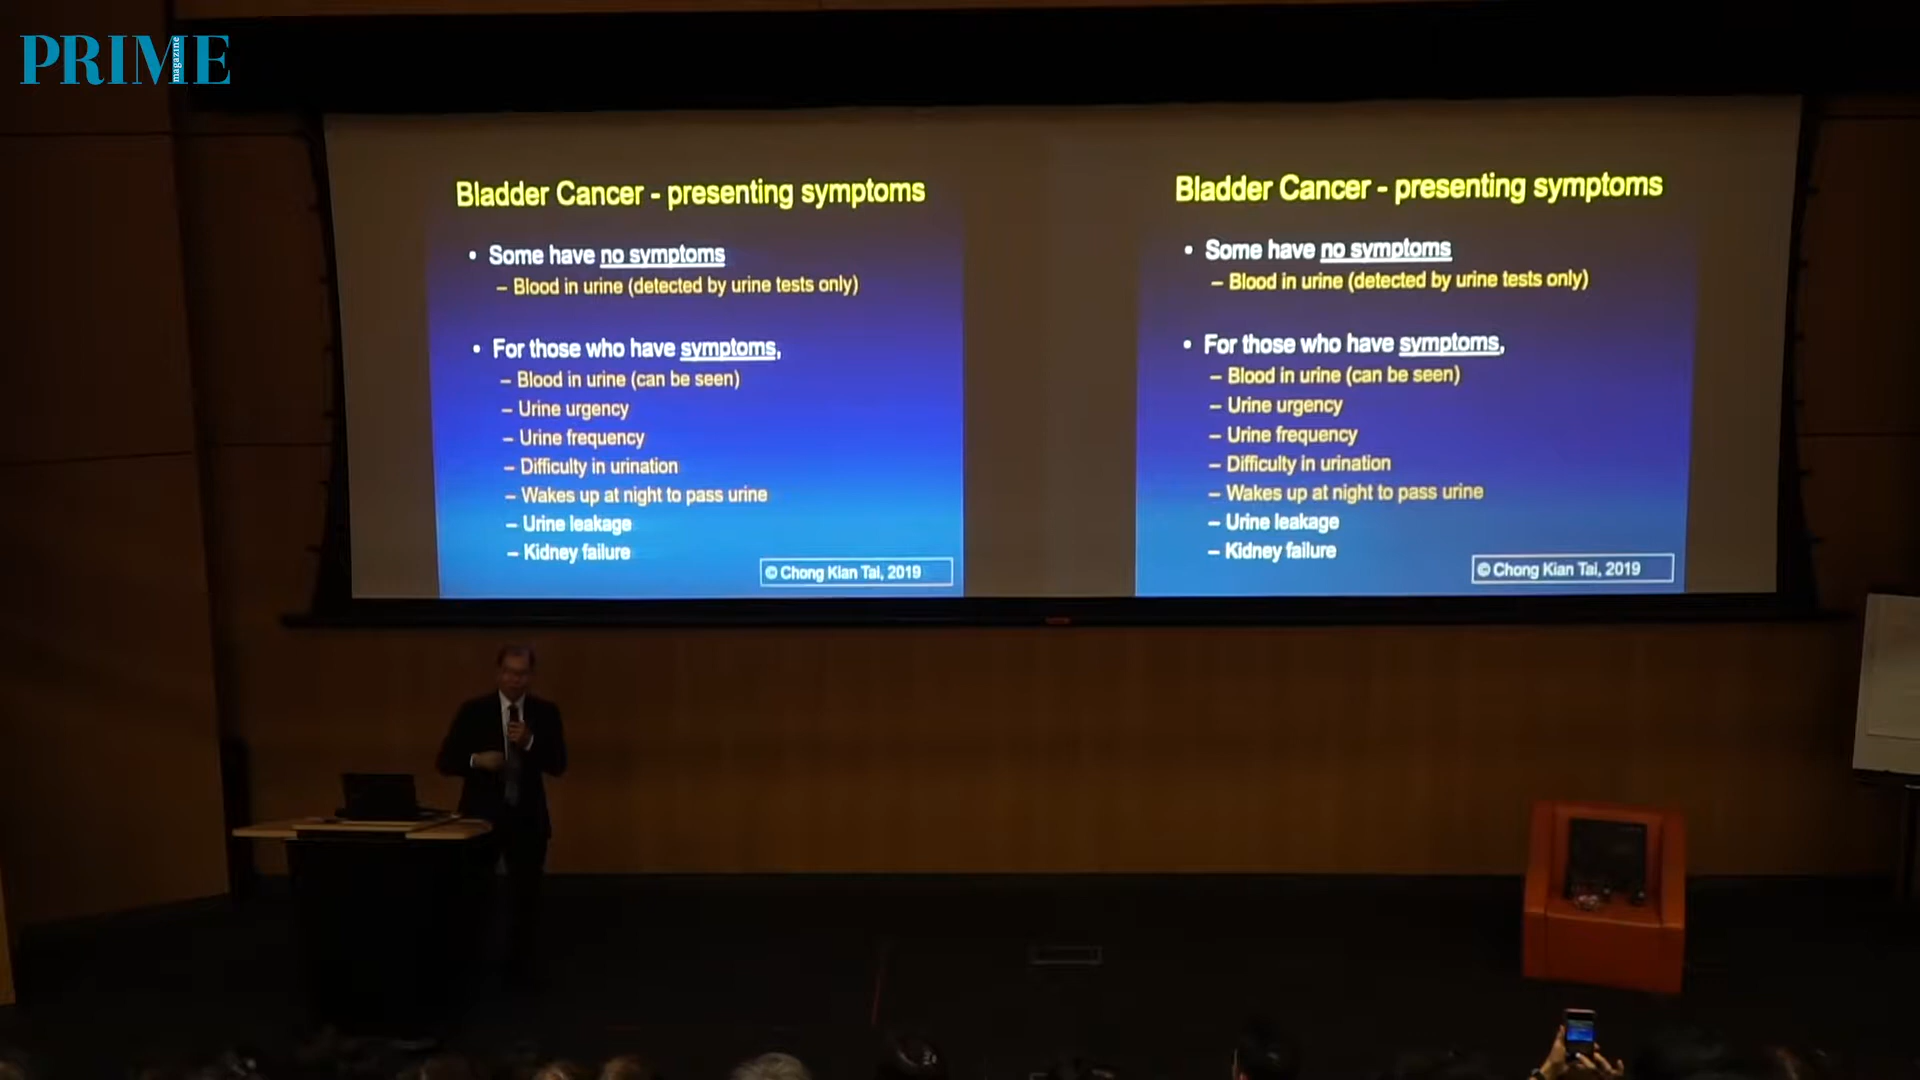 PRIME
magazine
Bladder Cancer - presenting symptoms
• Some have no symptoms
– Blood in urine (detected by urine tests only)
• For those who have symptoms,
– Blood in urine (can be seen)
– Urine urgency
– Urine frequency
– Difficulty in urination
– Wakes up at night to pass urine
– Urine leakage
– Kidney failure
© Chong Kian Tai, 2019
Bladder Cancer - presenting symptoms
• Some have no symptoms
– Blood in urine (detected by urine tests only)
• For those who have symptoms,
– Blood in urine (can be seen)
– Urine urgency
– Urine frequency
– Difficulty in urination
– Wakes up at night to pass urine
– Urine leakage
– Kidney failure
© Chong Kian Tai, 2019